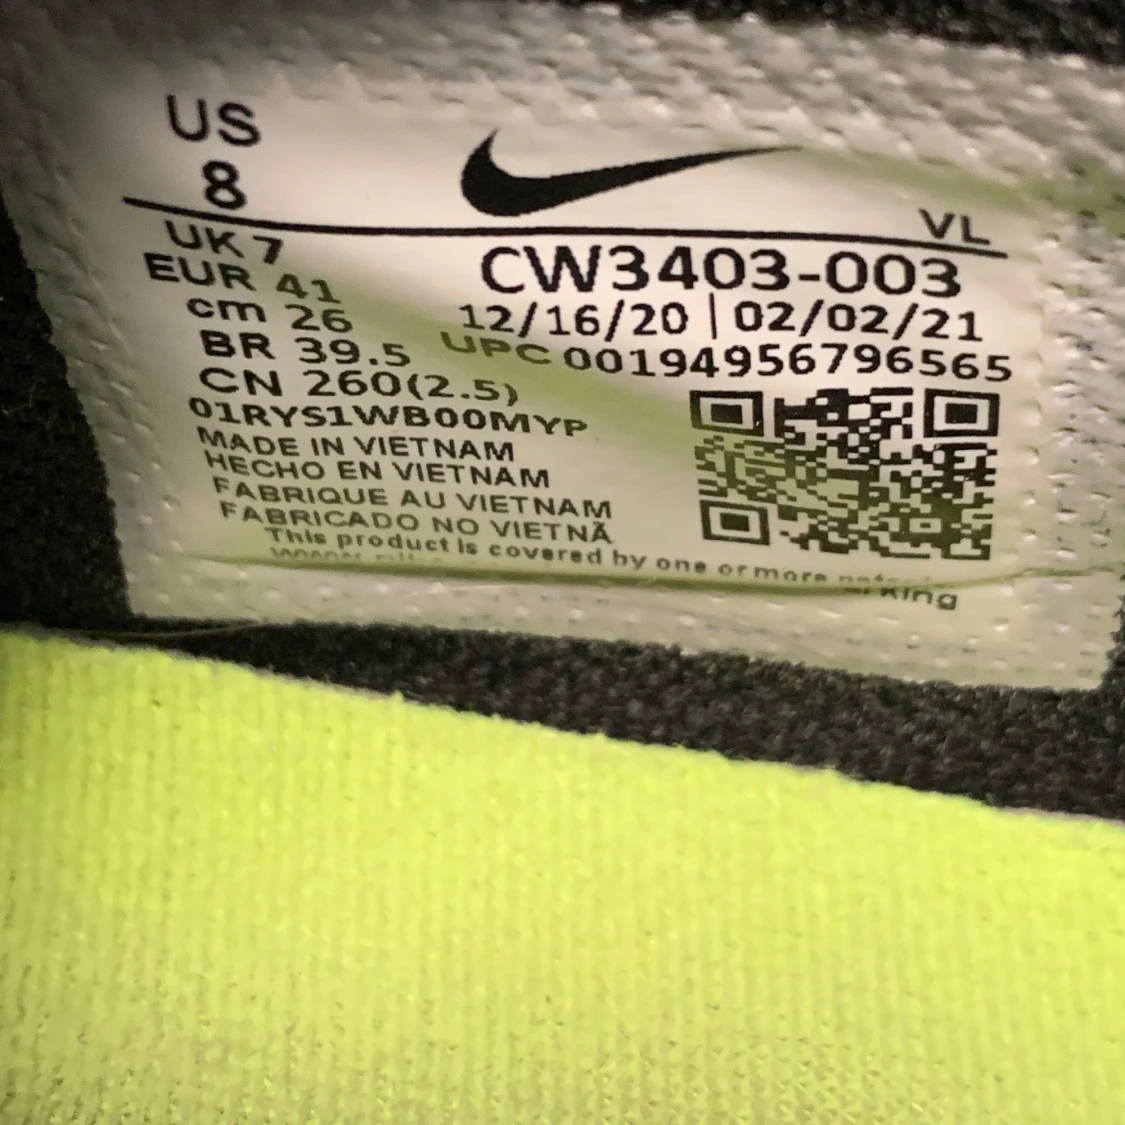 US
8
VL
UK 7
CW3403-003
EUR 41
12/16/20 | 02/02/21
cm 26
UPC 00194956796565
BR 39.5
CN 260(2.5)
01RYS1WB00MYP
MADE IN VIETNAM
HECHO EN VIETNAM
FABRIQUE AU VIETNAM
FABRICADO NO VIETNÃ
This product is covered by one or more